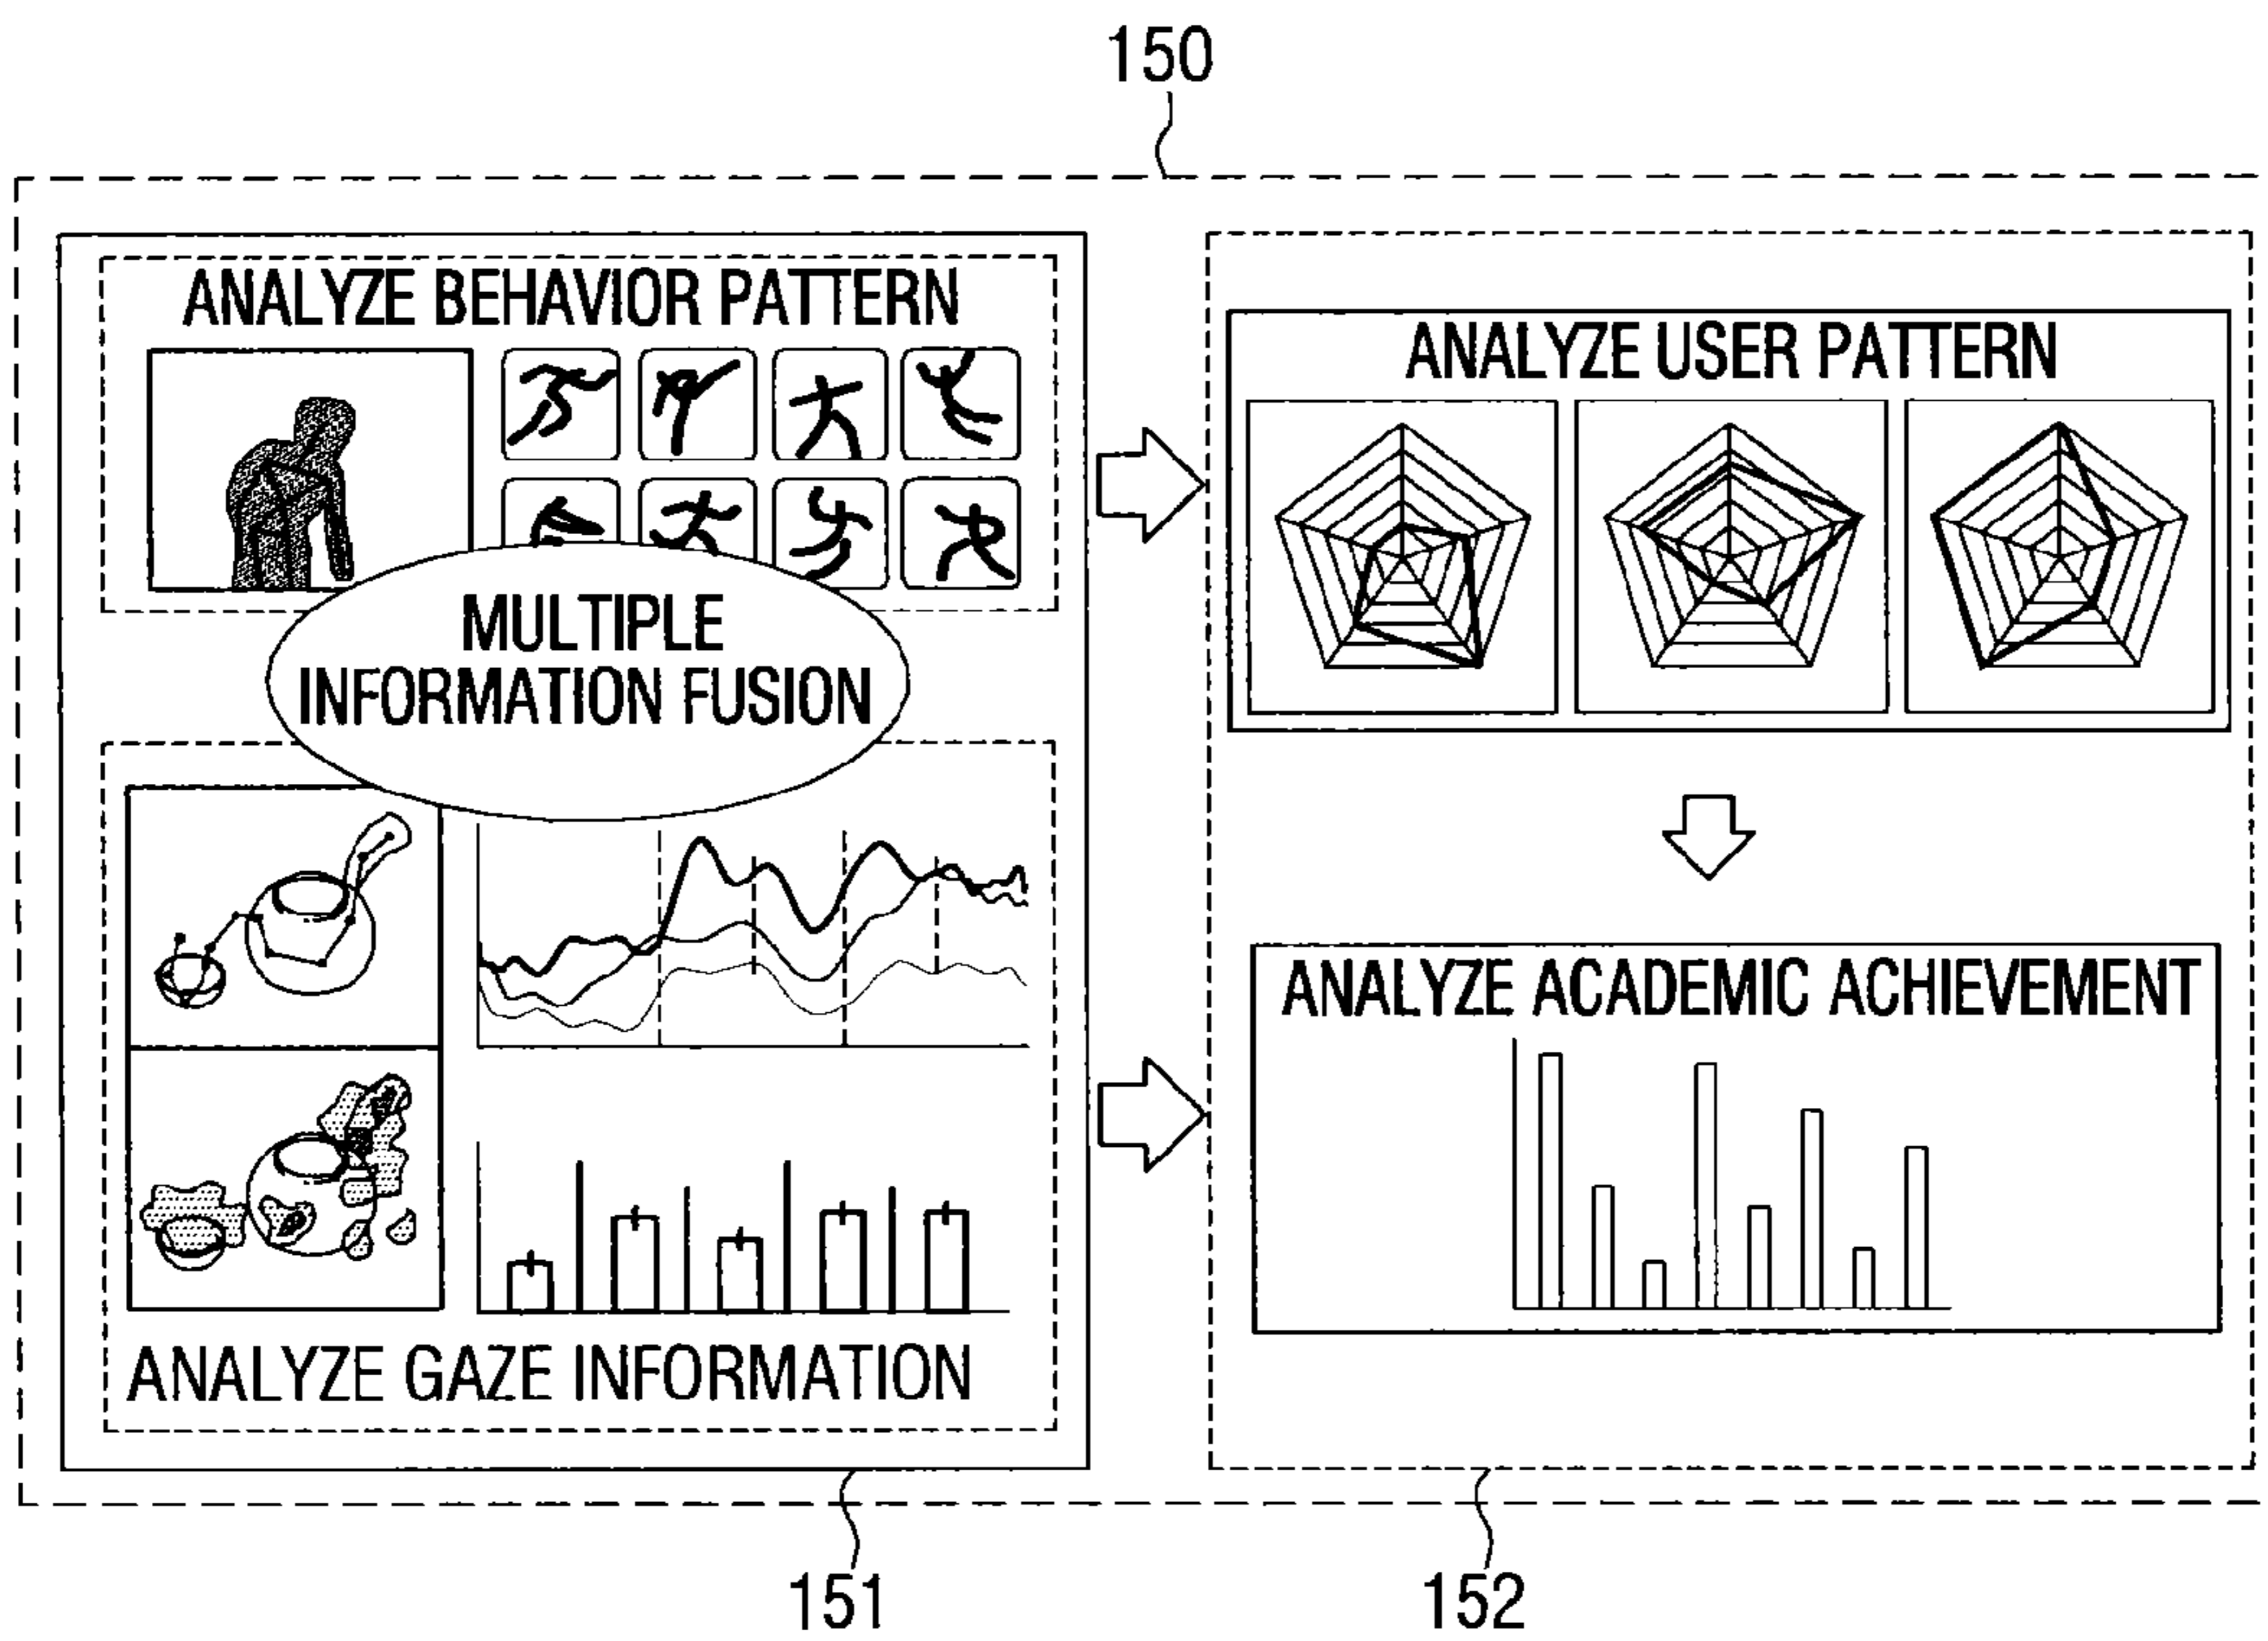 150
ANALYZE BEHAVIOR PATTERN
MULTIPLE
INFORMATION FUSION
ANALYZE GAZE INFORMATION
ANALYZE USER PATTERN
ANALYZE ACADEMIC ACHIEVEMENT
151
152